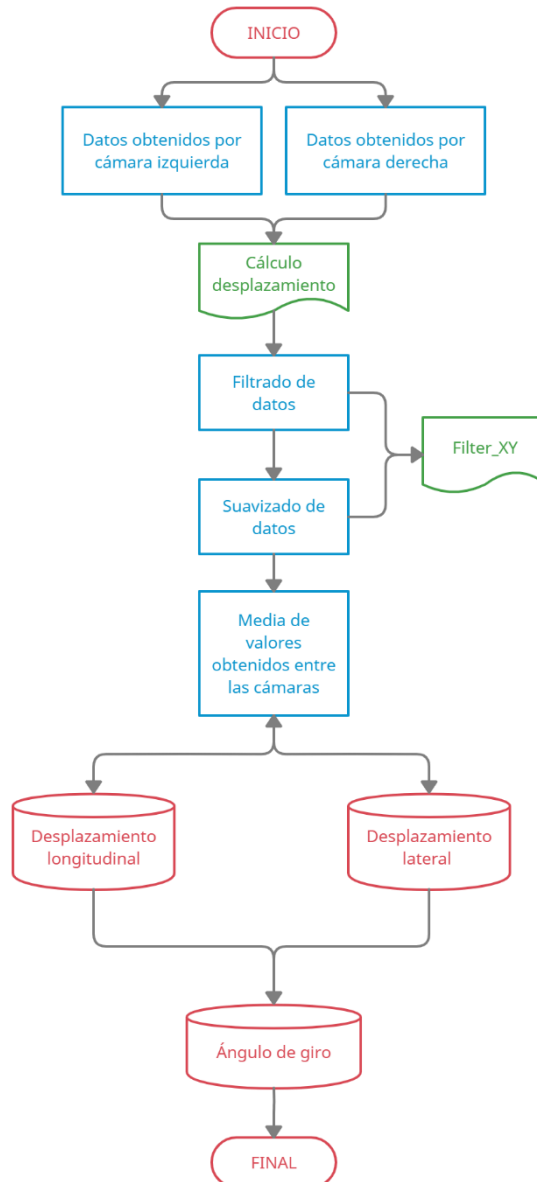 INICIO
Datos obtenidos por
cámara izquierda
Datos obtenidos por
cámara derecha
Cálculo
desplazamiento
Filtrado de
datos
Filter_XY
Suavizado de
datos
Media de
valores
obtenidos entre
las cámaras
Desplazamiento
longitudinal
Desplazamiento
lateral
Ángulo de giro
FINAL